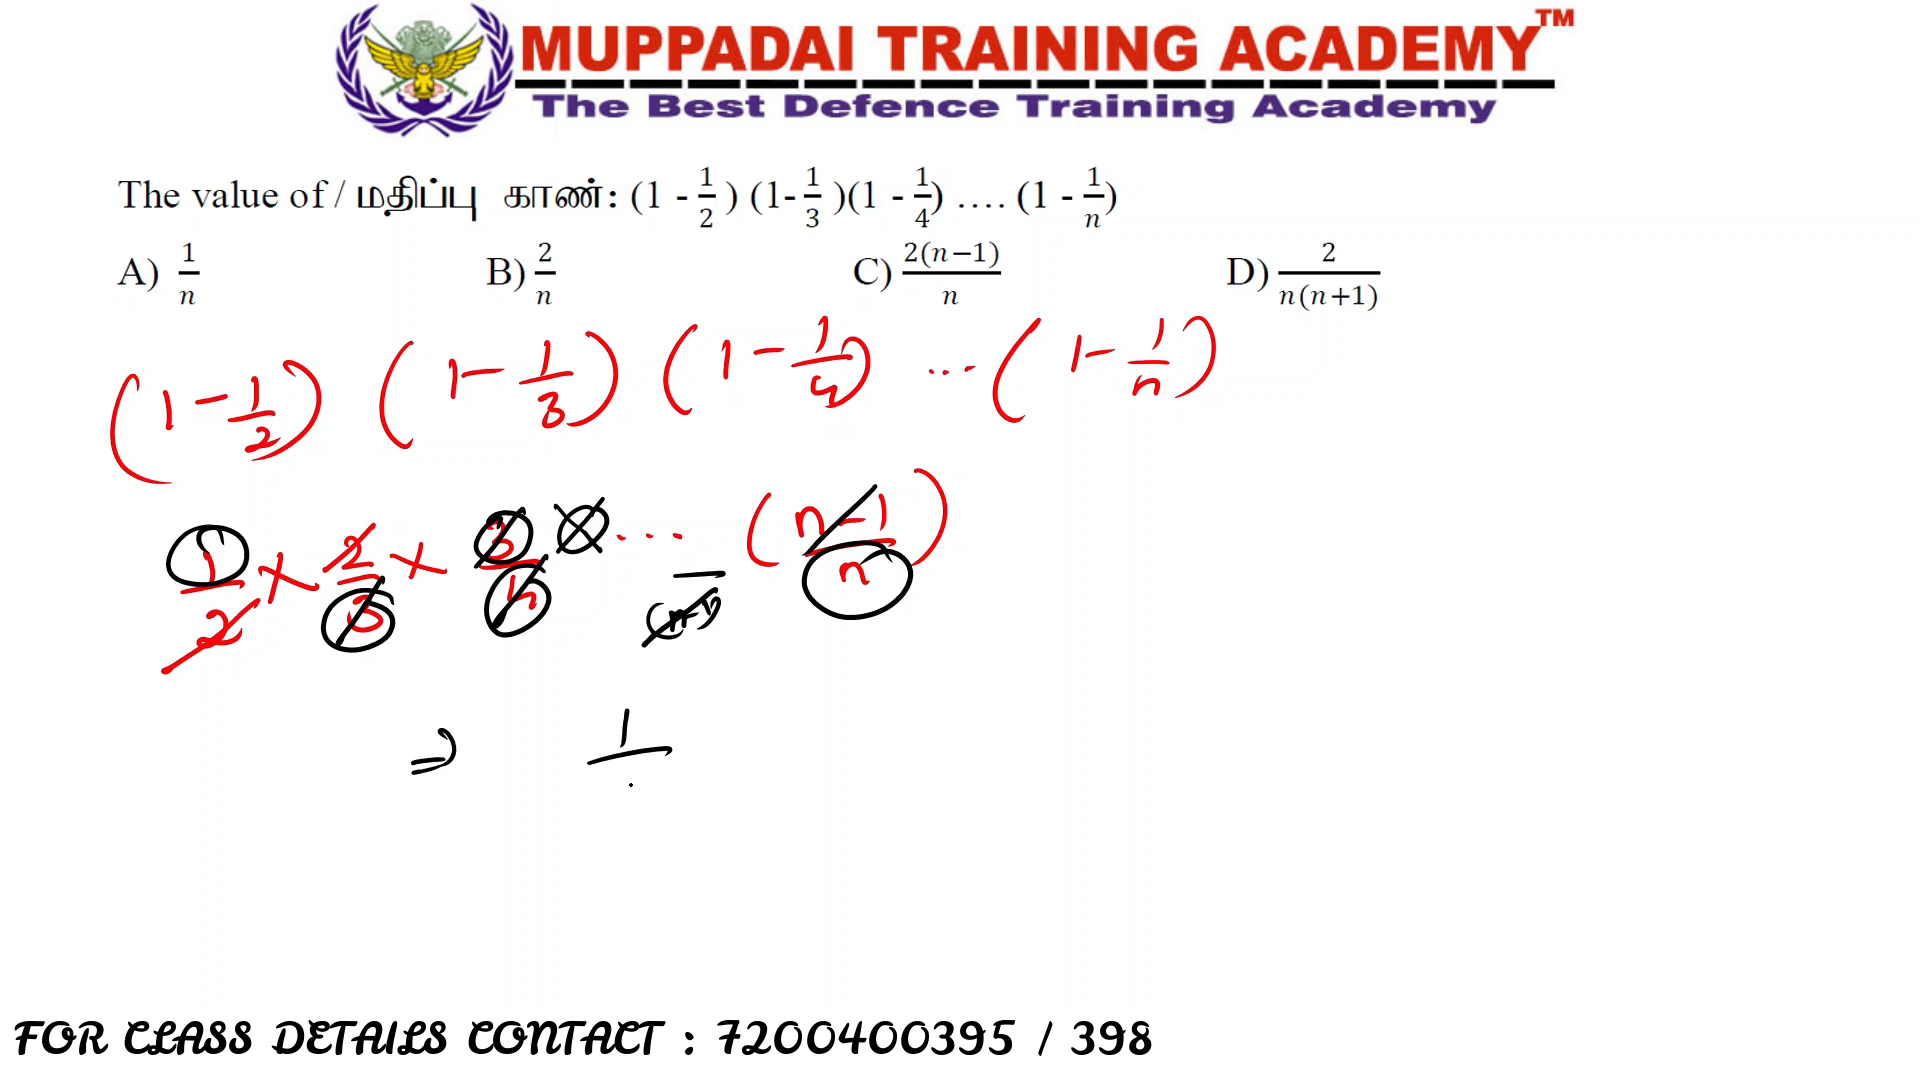 MUPPADAI TRAINING ACADEMY™
The Best Defence Training Academy
The value of / மதிப்பு காண்: (1 - 1/2) (1- 1/3)(1 - 1/4) .... (1 - 1/n)
A) 1/n B) 2/n C) 2(n−1)/n D) 2/n(n+1)
(1 - 1/2) (1 - 1/3) (1 - 1/4) ... (1 - 1/n)
1/2 × 2/3 × 3/4 ... /(n-1) (n-1/n)
⇒ 1/
FOR CLASS DETAILS CONTACT : 7200400395 / 398